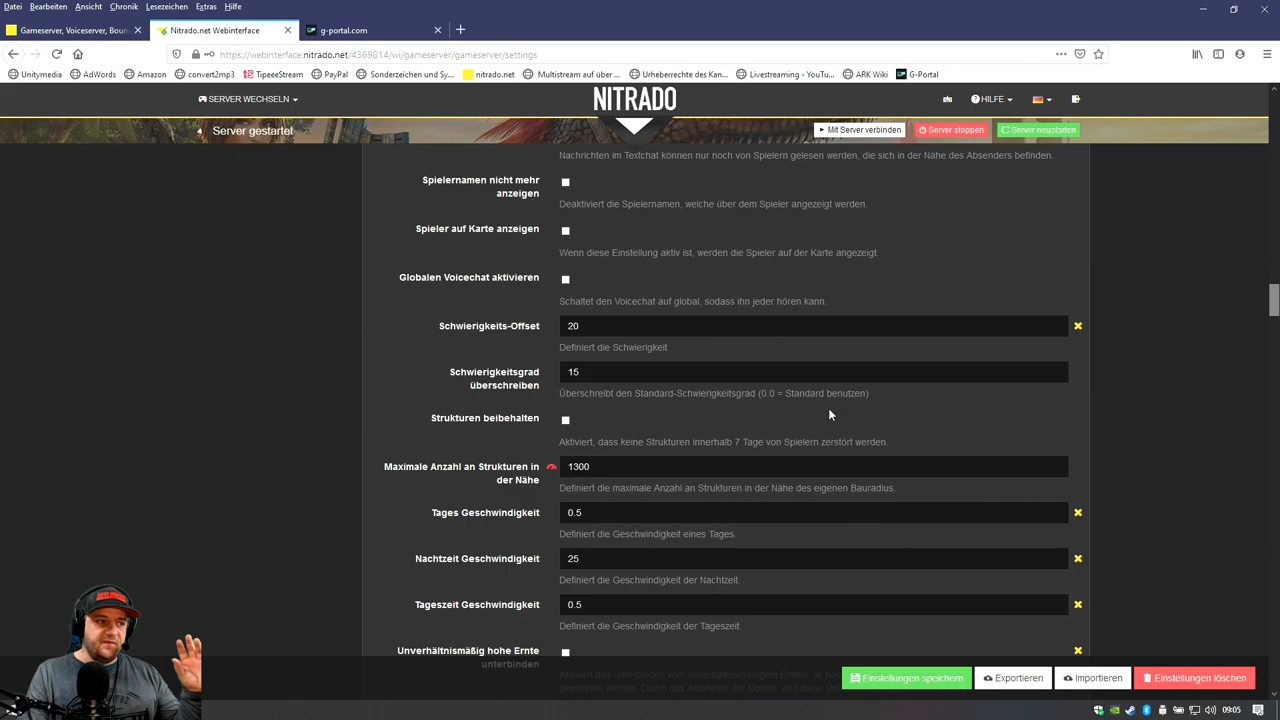 Datei Bearbeiten Ansicht Chronik Lesezeichen Extras Hilfe
Gameserver, Voiceserver, Boun
Nitrado.net Webinterface
g-portal.com
https://webinterface.nitrado.net/4369814/wi/gameserver/gameserver/settings
Unitymedia AdWords Amazon convert2mp3 TipeeeStream PayPal Sonderzeichen und Sy... nitrado.net Multistream auf über ... Urheberrechte des Kan... Livestreaming - YouTu... ARK Wiki G-Portal
SERVER WECHSELN NITRADO HILFE
Server gestartet Mit Server verbinden Server stoppen Server neustarten
Nachrichten im Textchat können nur noch von Spielern gelesen werden, die sich in der Nähe des Absenders befinden.
Spielernamen nicht mehr
anzeigen
Deaktiviert die Spielernamen, welche über dem Spieler angezeigt werden.
Spieler auf Karte anzeigen
Wenn diese Einstellung aktiv ist, werden die Spieler auf der Karte angezeigt.
Globalen Voicechat aktivieren
Schaltet den Voicechat auf global, sodass ihn jeder hören kann.
Schwierigkeits-Offset 20
Definiert die Schwierigkeit
Schwierigkeitsgrad 15
überschreiben
Überschreibt den Standard-Schwierigkeitsgrad (0.0 = Standard benutzen)
Strukturen beibehalten
Aktiviert, dass keine Strukturen innerhalb 7 Tage von Spielern zerstört werden.
Maximale Anzahl an Strukturen in 1300
der Nähe
Definiert die maximale Anzahl an Strukturen in der Nähe des eigenen Bauradius.
Tages Geschwindigkeit 0.5
Definiert die Geschwindigkeit eines Tages.
Nachtzeit Geschwindigkeit 25
Definiert die Geschwindigkeit der Nachtzeit.
Tageszeit Geschwindigkeit 0.5
Definiert die Geschwindigkeit der Tageszeit.
Unverhältnismäßig hohe Ernte
unterbinden
Einstellungen speichern Exportieren Importieren Einstellungen löschen
09:05